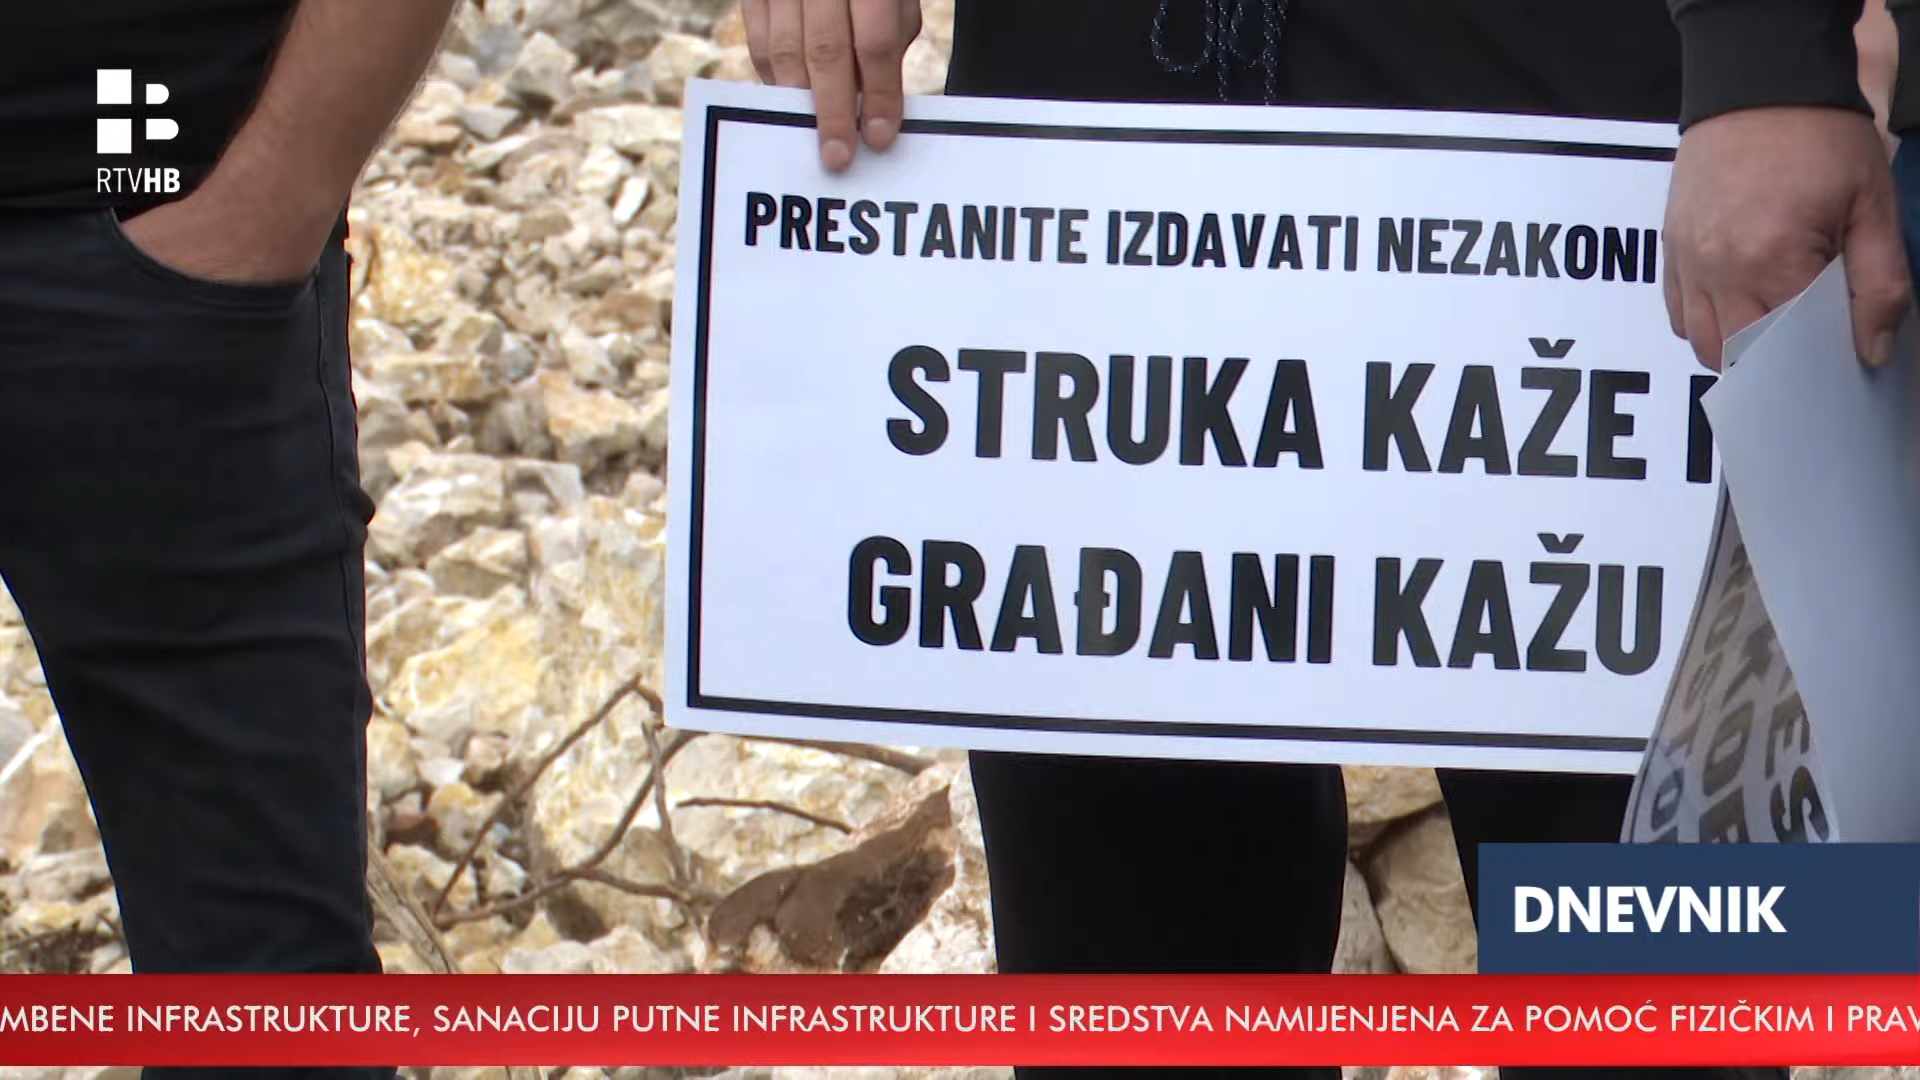 RTVHB
PRESTANITE IZDAVATI NEZAKONI
STRUKA KAŽE
GRAĐANI KAŽU
DNEVNIK
MBENE INFRASTRUKTURE, SANACIJU PUTNE INFRASTRUKTURE I SREDSTVA NAMIJENJENA ZA POMOĆ FIZIČKIM I PRAV